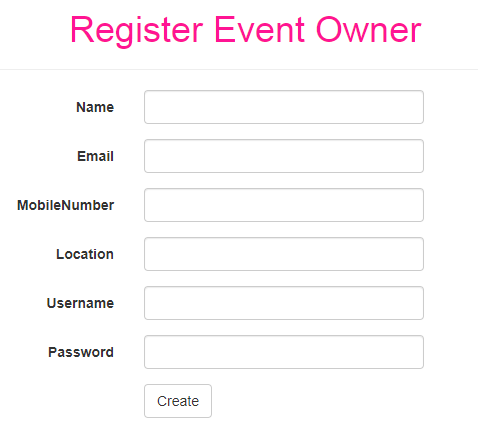 Register Event Owner
Name
Email
MobileNumber
Location
Username
Password
Create